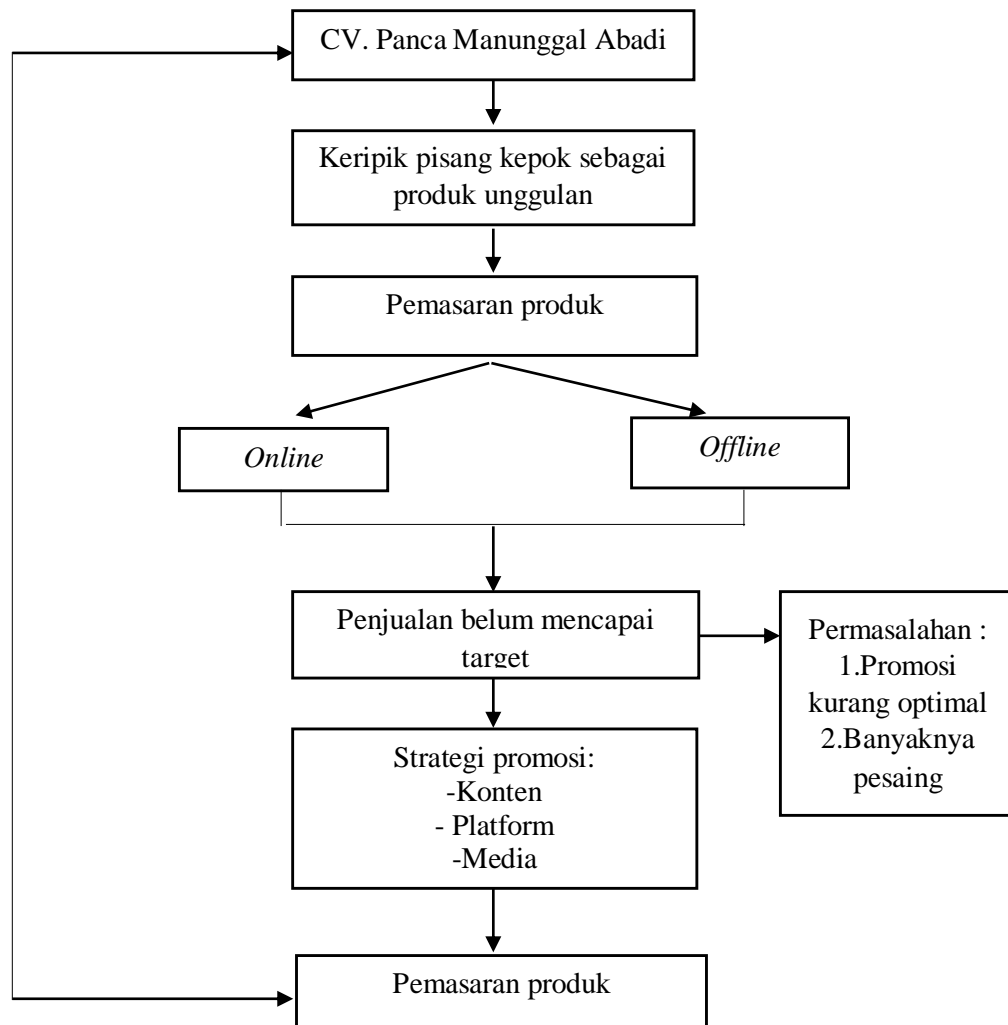 CV. Panca Manunggal Abadi
Keripik pisang kepok sebagai
produk unggulan
Pemasaran produk
Online
Offline
Penjualan belum mencapai
target
Permasalahan :
1.Promosi
kurang optimal
2.Banyaknya
pesaing
Strategi promosi:
-Konten
- Platform
-Media
Pemasaran produk